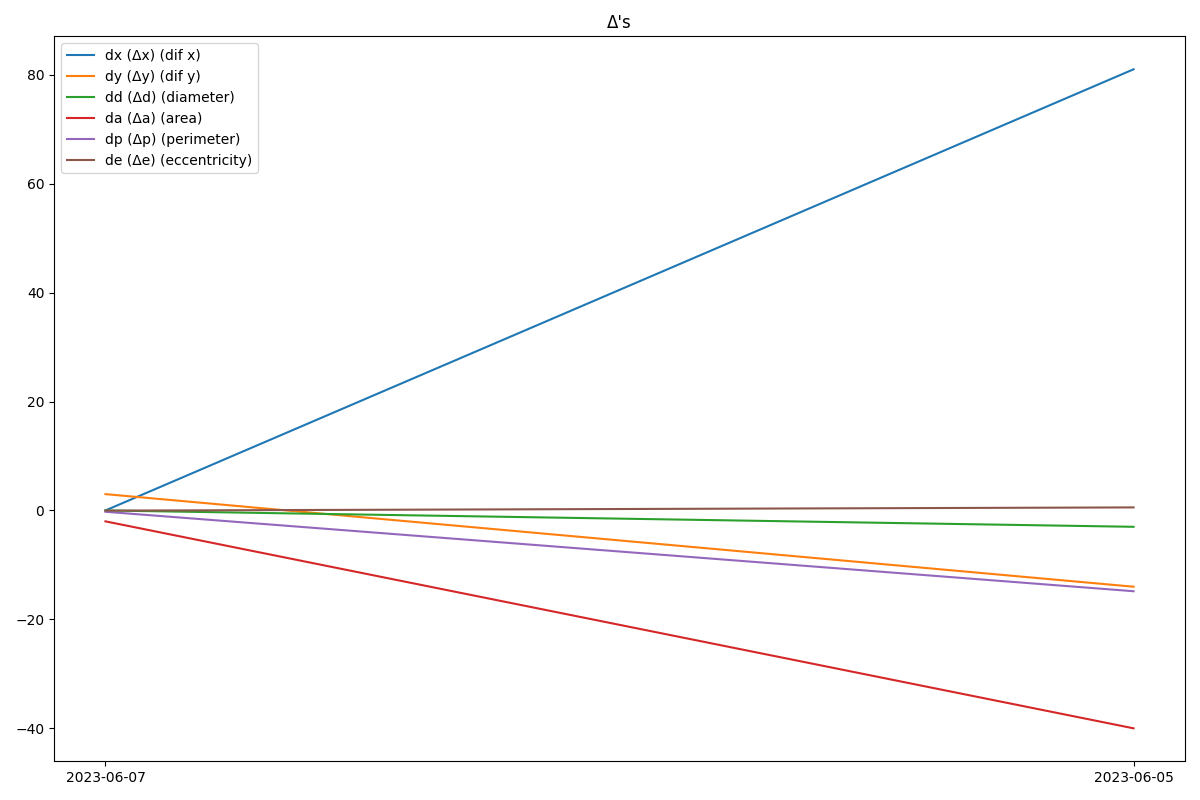 Δ's
dx (Δx) (dif x)
dy (Δy) (dif y)
dd (Δd) (diameter)
da (Δa) (area)
dp (Δp) (perimeter)
de (Δe) (eccentricity)
80
60
40
20
0
−20
−40
2023-06-07
2023-06-05